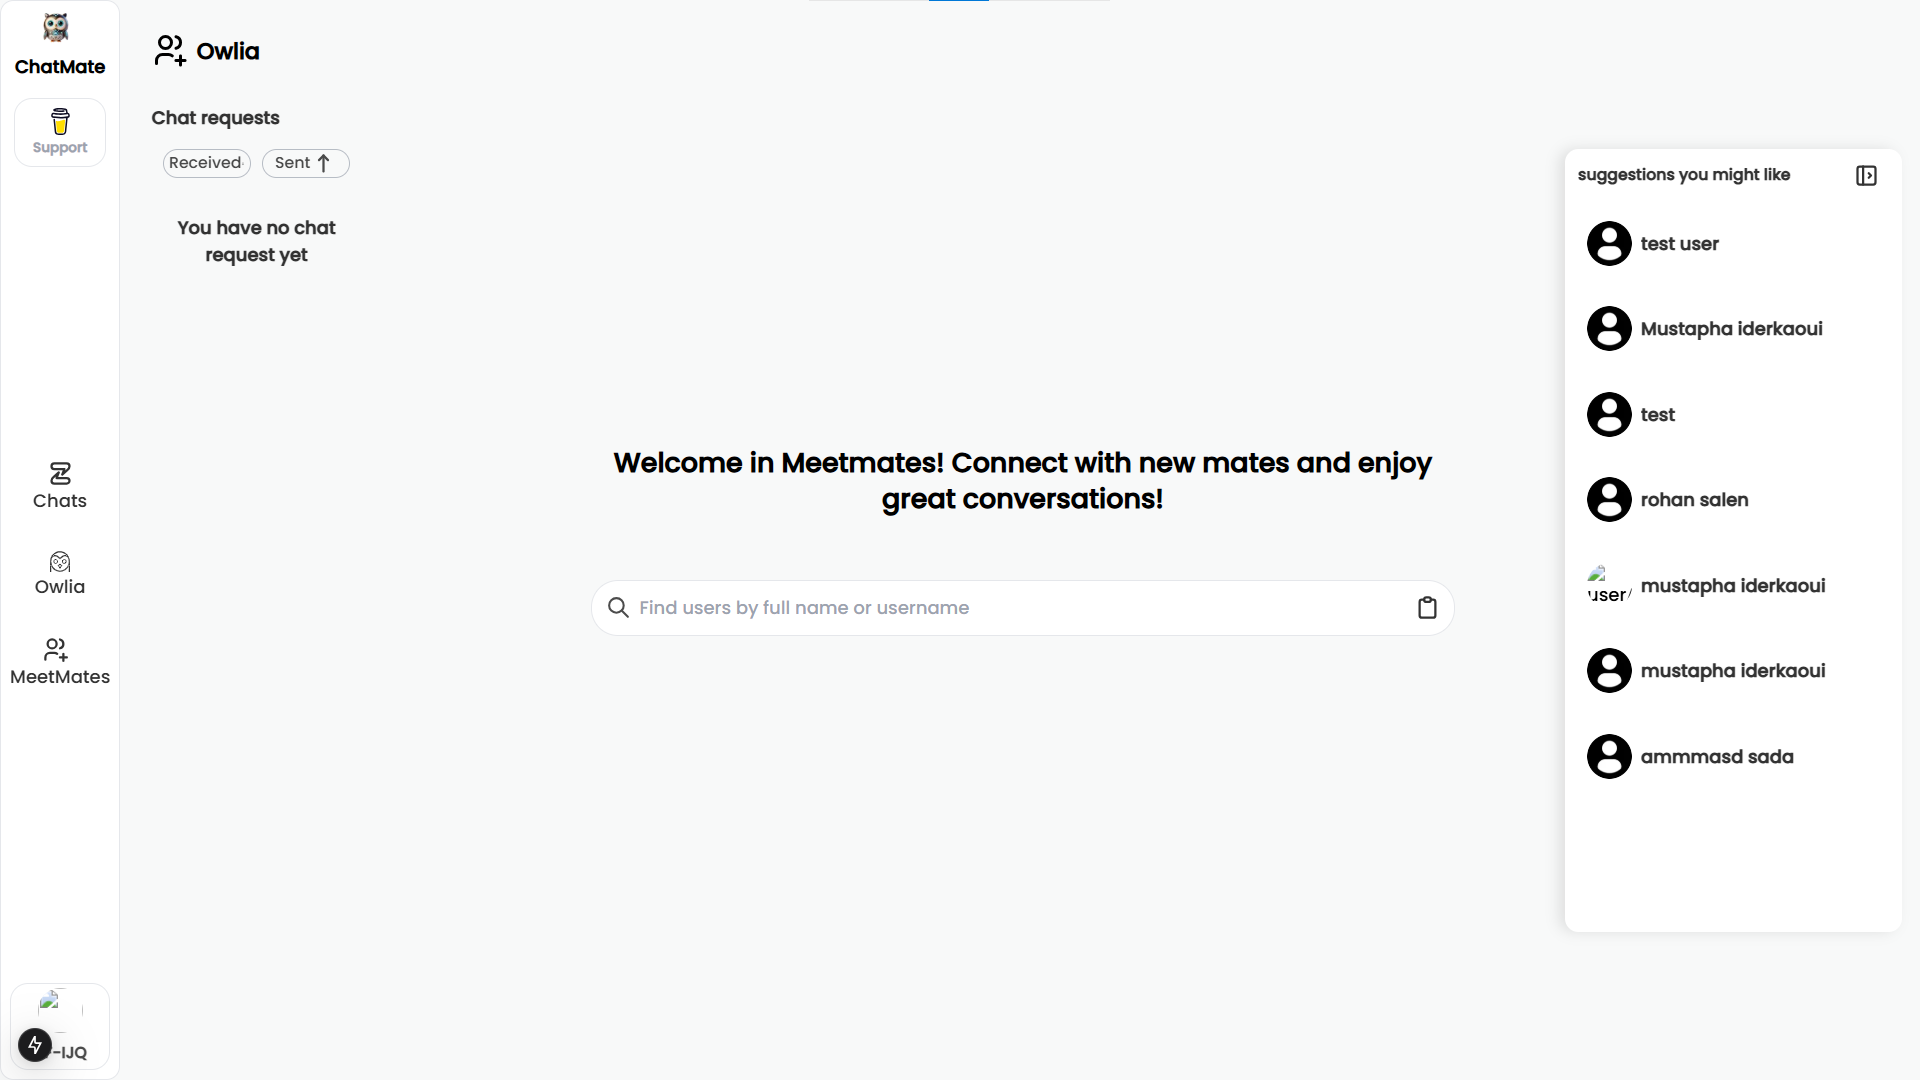 ChatMate
Support
Chats
Owlia
MeetMates
-IJQ
Owlia
Chat requests
Received
Sent
You have no chat
request yet
Welcome in Meetmates! Connect with new mates and enjoy
great conversations!
Find users by full name or username
suggestions you might like
test user
Mustapha iderkaoui
test
rohan salen
user/
mustapha iderkaoui
mustapha iderkaoui
ammmasd sada